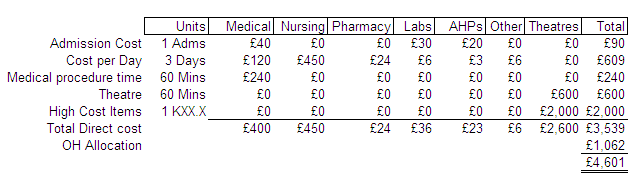 Units Medical Nursing Pharmacy Labs AHPs Other Theatres Total
Admission Cost 1 Adms £40 £0 £0 £30 £20 £0 £0 £90
Cost per Day 3 Days £120 £450 £24 £6 £3 £6 £0 £609
Medical procedure time 60 Mins £240 £0 £0 £0 £0 £0 £0 £240
Theatre 60 Mins £0 £0 £0 £0 £0 £0 £600 £600
High Cost Items 1 KXX.X £0 £0 £0 £0 £0 £0 £2,000 £2,000
Total Direct cost £400 £450 £24 £36 £23 £6 £2,600 £3,539
OH Allocation £1,062
£4,601